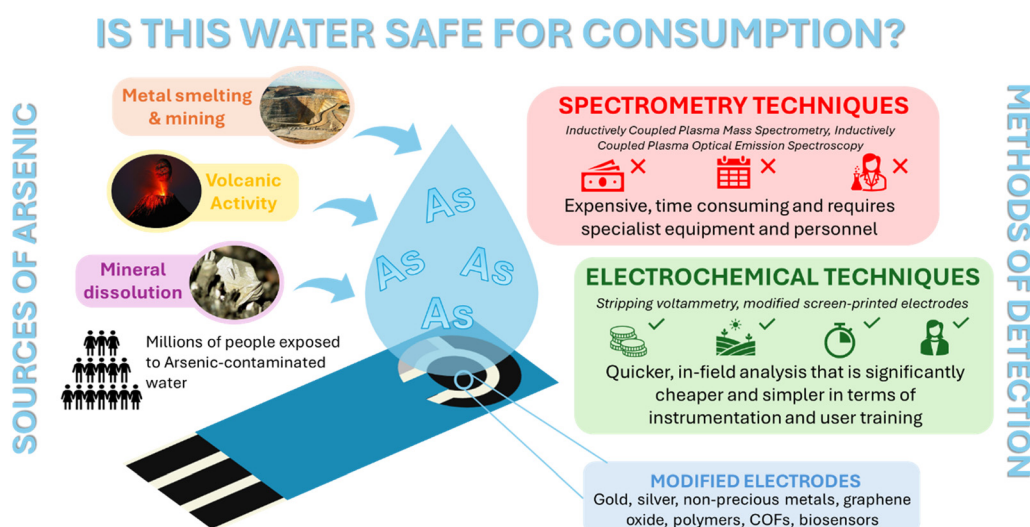 IS THIS WATER SAFE FOR CONSUMPTION?
SOURCES OF ARSENIC
Metal smelting
& mining
Volcanic
Activity
Mineral
dissolution
Millions of people exposed
to Arsenic-contaminated
water
As
As
As
As
SPECTROMETRY TECHNIQUES
Inductively Coupled Plasma Mass Spectrometry, Inductively
Coupled Plasma Optical Emission Spectroscopy
Expensive, time consuming and requires
specialist equipment and personnel
ELECTROCHEMICAL TECHNIQUES
Stripping voltammetry, modified screen-printed electrodes
Quicker, in-field analysis that is significantly
cheaper and simpler in terms of
instrumentation and user training
MODIFIED ELECTRODES
Gold, silver, non-precious metals, graphene
oxide, polymers, COFs, biosensors
METHODS OF DETECTION